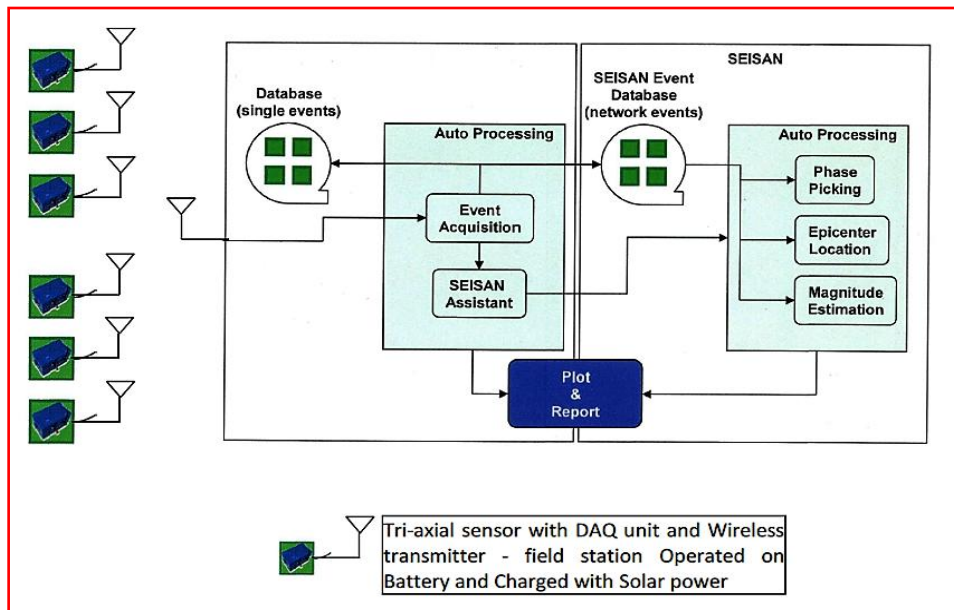 SEISAN
Database
(single events)
SEISAN Event
Database
(network events)
Auto Processing
Auto Processing
Phase
Picking
Event
Acquisition
Epicenter
Location
SEISAN
Assistant
Magnitude
Estimation
Plot
&
Report
Tri-axial sensor with DAQ unit and Wireless
transmitter - field station Operated on
Battery and Charged with Solar power